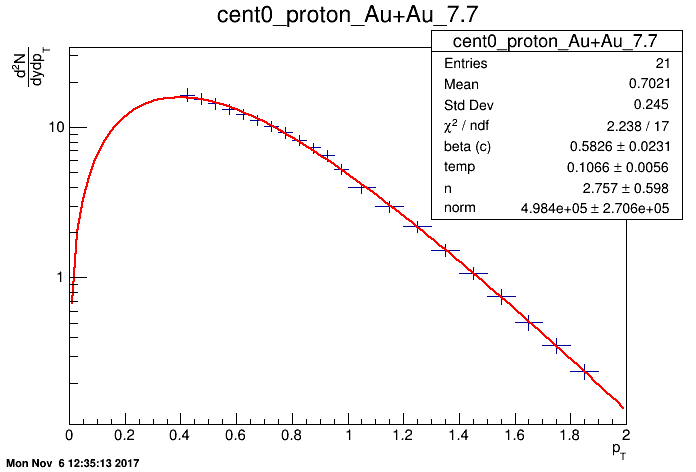 cent0_proton_Au+Au_7.7
d²N
dydp_T
cent0_proton_Au+Au_7.7
Entries 21
Mean 0.7021
Std Dev 0.245
χ² / ndf 2.238 / 17
beta (c) 0.5826 ± 0.0231
temp 0.1066 ± 0.0056
n 2.757 ± 0.598
norm 4.984e+05 ± 2.706e+05
10
1
0 0.2 0.4 0.6 0.8 1 1.2 1.4 1.6 1.8 2
p_T
Mon Nov 6 12:35:13 2017